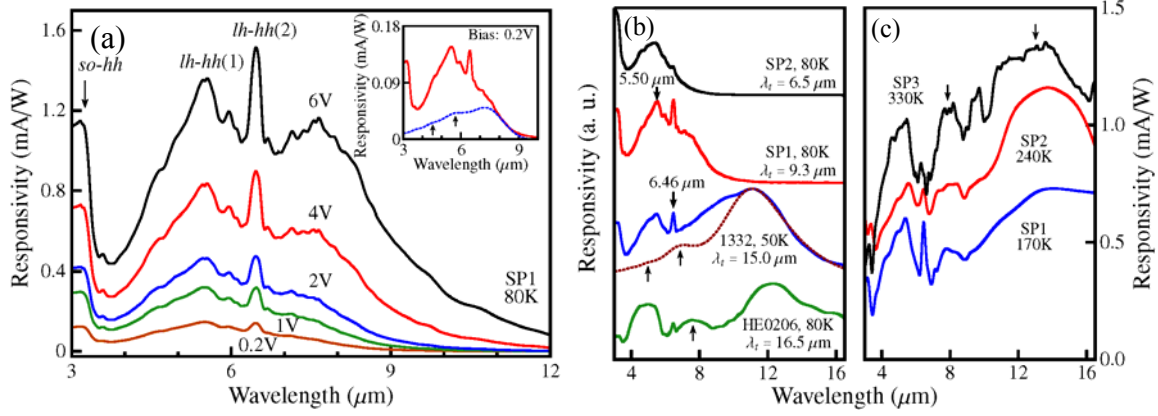 (a)
so-hh
lh-hh(1)
lh-hh(2)
6V
4V
2V
1V
0.2V
SP1
80K
Responsivity (mA/W)
1.6
1.2
0.8
0.4
0
3
6
9
12
Wavelength (μm)
Bias: 0.2V
Responsivity (mA/W)
0.18
0.09
0
3
6
9
Wavelength (μm)
(b)
SP2, 80K
λt = 6.5 μm
5.50 μm
SP1, 80K
λt = 9.3 μm
6.46 μm
1332, 50K
λt = 15.0 μm
HE0206, 80K
λt = 16.5 μm
Responsivity (a. u.)
4
8
12
16
(c)
SP3
330K
SP2
240K
SP1
170K
4
8
12
16
Wavelength (μm)
1.5
1.0
0.5
0.0
Responsivity (mA/W)